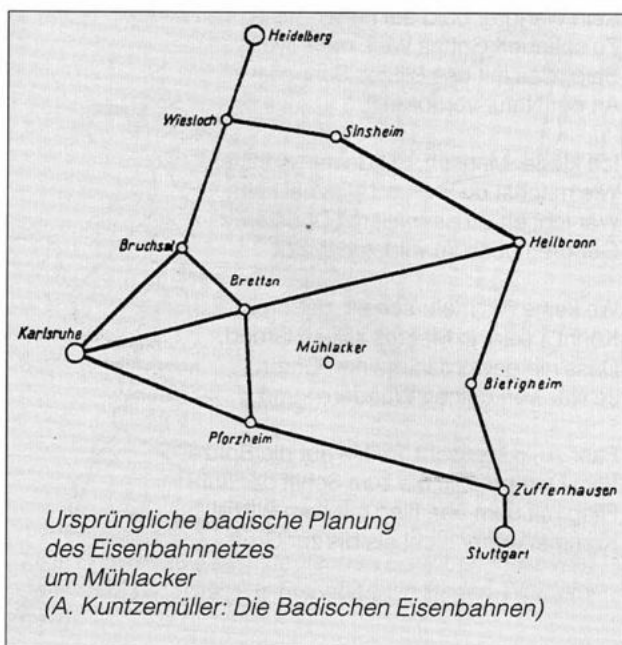 Heidelberg
Wiesloch
Sinsheim
Bruchsal
Heilbronn
Bretten
Karlsruhe
Mühlacker
Bietigheim
Pforzheim
Zuffenhausen
Stuttgart
Ursprüngliche badische Planung
des Eisenbahnnetzes
um Mühlacker
(A. Kuntzemüller: Die Badischen Eisenbahnen)